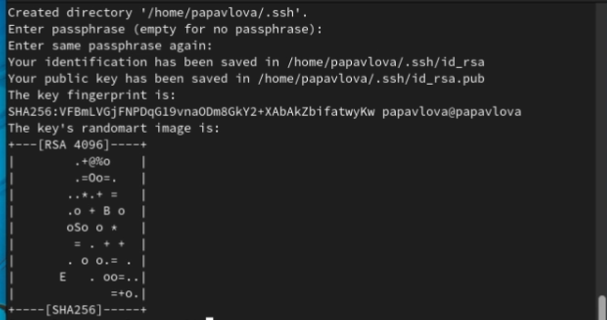 Created directory '/home/papavlova/.ssh'.
Enter passphrase (empty for no passphrase):
Enter same passphrase again:
Your identification has been saved in /home/papavlova/.ssh/id_rsa
Your public key has been saved in /home/papavlova/.ssh/id_rsa.pub
The key fingerprint is:
SHA256:VFBmLVGjFNPDqG19vnaODm8GkY2+XAbAkZbifatwyKw papavlova@papavlova
The key's randomart image is:
+---[RSA 4096]----+
|        .+@%o    |
|        .=Oo=.   |
|       ..*.+ =   |
|       .o + B o  |
|       oSo o *   |
|        = . + +  |
|       . o o.= . |
|      E   . oo=..|
|            =+o.|
+----[SHA256]-----+